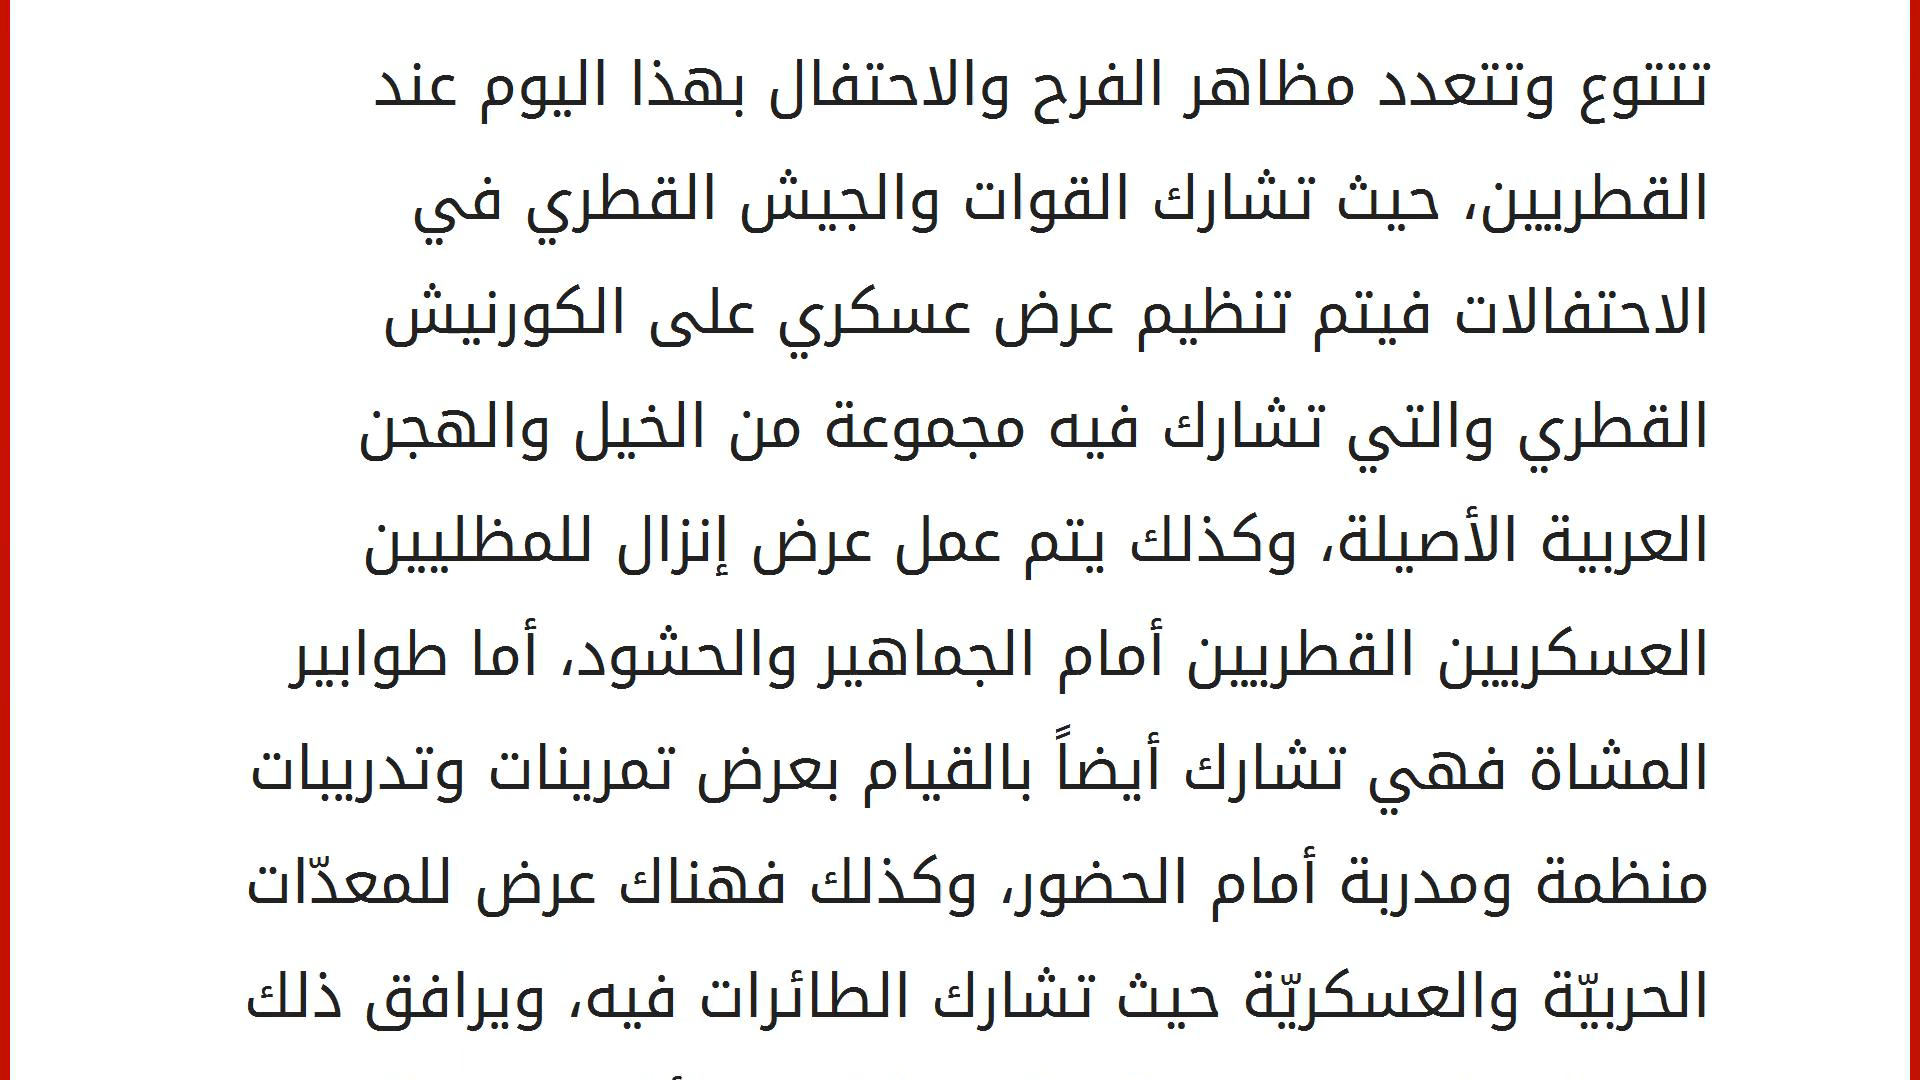 تتتوع وتتعدد مظاهر الفرح والاحتفال بهذا اليوم عند
القطريين، حيث تشارك القوات والجيش القطري في
الاحتفالات فيتم تنظيم عرض عسكري على الكورنيش
القطري والتي تشارك فيه مجموعة من الخيل والهجن
العربية الأصيلة، وكذلك يتم عمل عرض إنزال للمظليين
العسكريين القطريين أمام الجماهير والحشود، أما طوابير
المشاة فهي تشارك أيضاً بالقيام بعرض تمرينات وتدريبات
منظمة ومدربة أمام الحضور، وكذلك فهناك عرض للمعدّات
الحربيّة والعسكريّة حيث تشارك الطائرات فيه، ويرافق ذلك